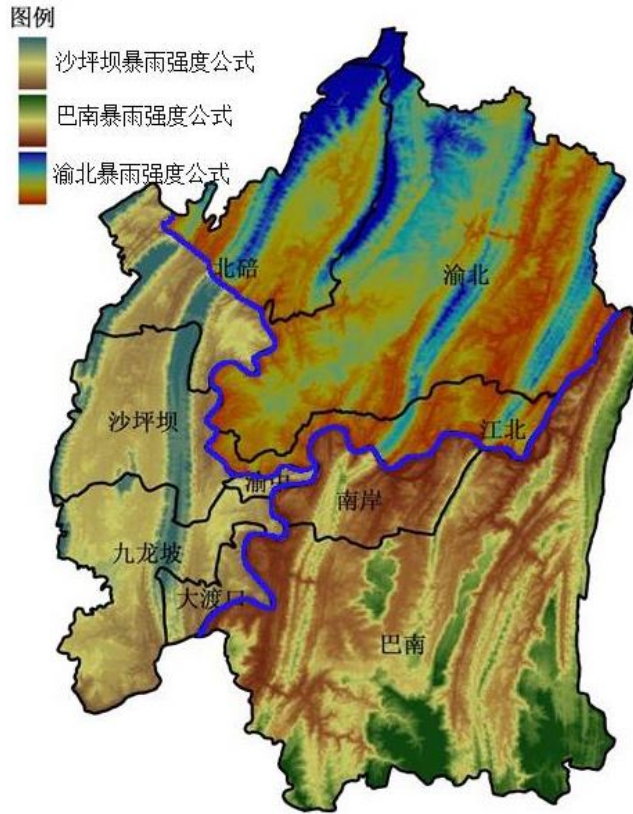 图例
沙坪坝暴雨强度公式
巴南暴雨强度公式
渝北暴雨强度公式
北碚
渝北
沙坪坝
江北
渝中
南岸
九龙坡
大渡口
巴南